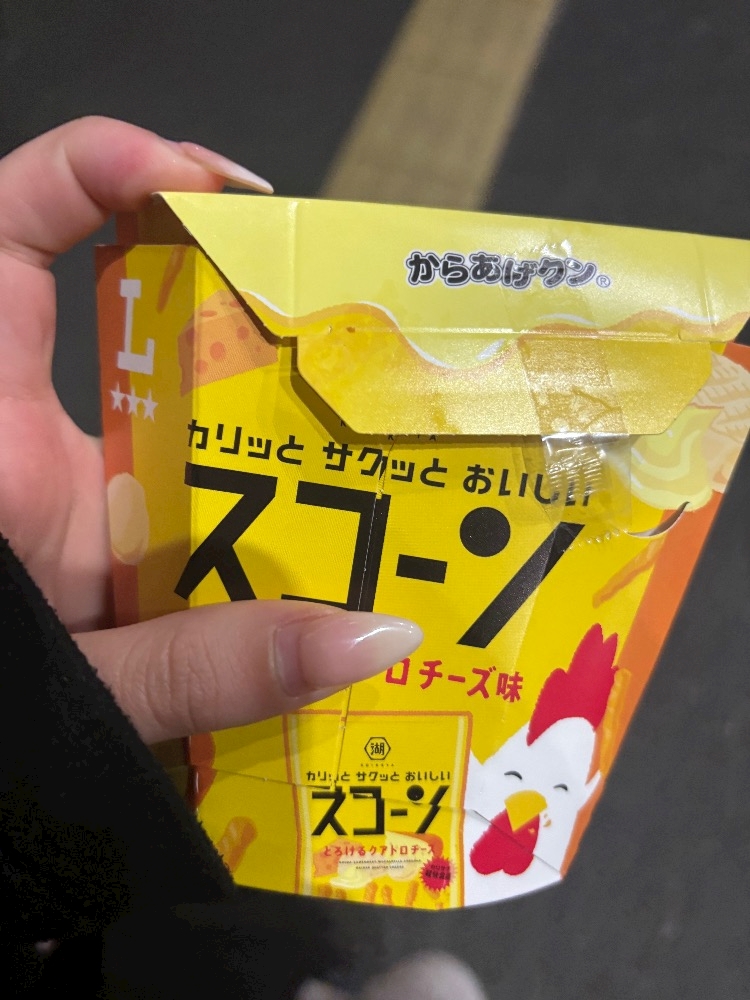 からあげクン®
L
カリッと サクッと おいしい
スコーン
ロチーズ味
湖
KOIKEYA
カリッと サクッと おいしい
スコーン
とろけるクアトロチーズ